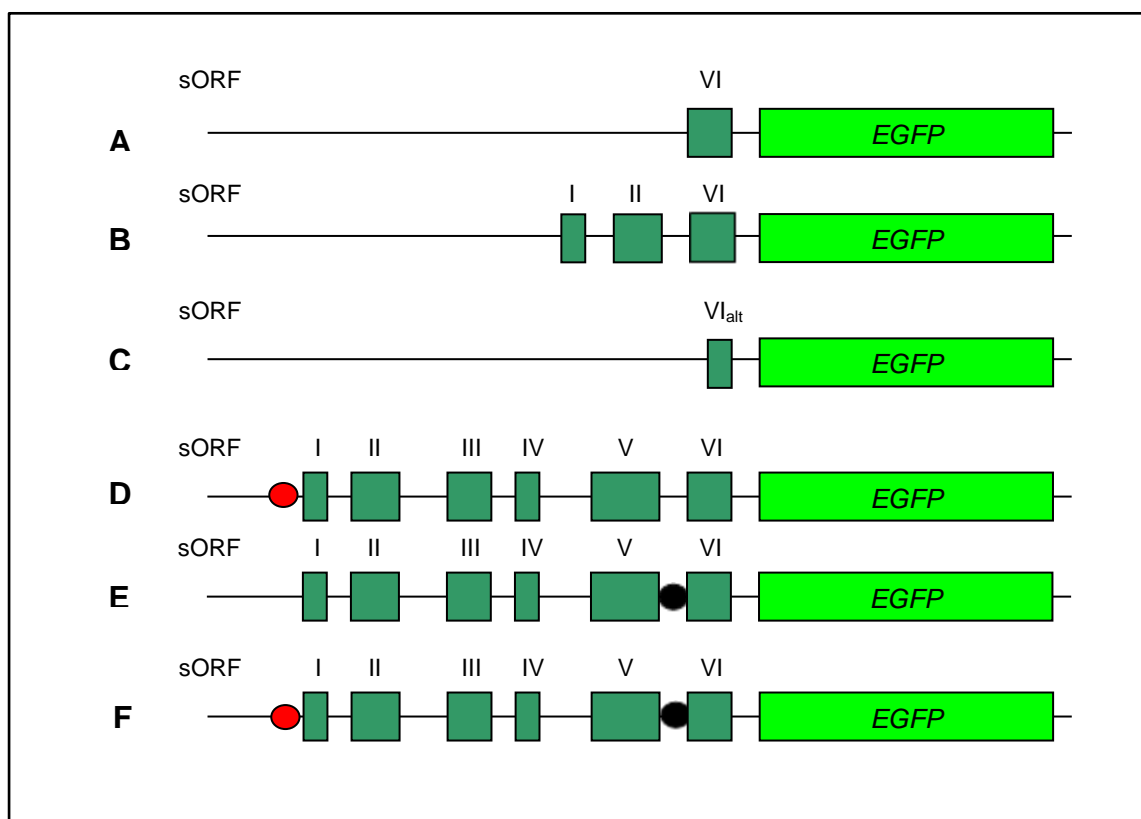 sORF VI
A EGFP
sORF I II VI
B EGFP
sORF VIalt
C EGFP
sORF I II III IV V VI
D EGFP
sORF I II III IV V VI
E EGFP
sORF I II III IV V VI
F EGFP